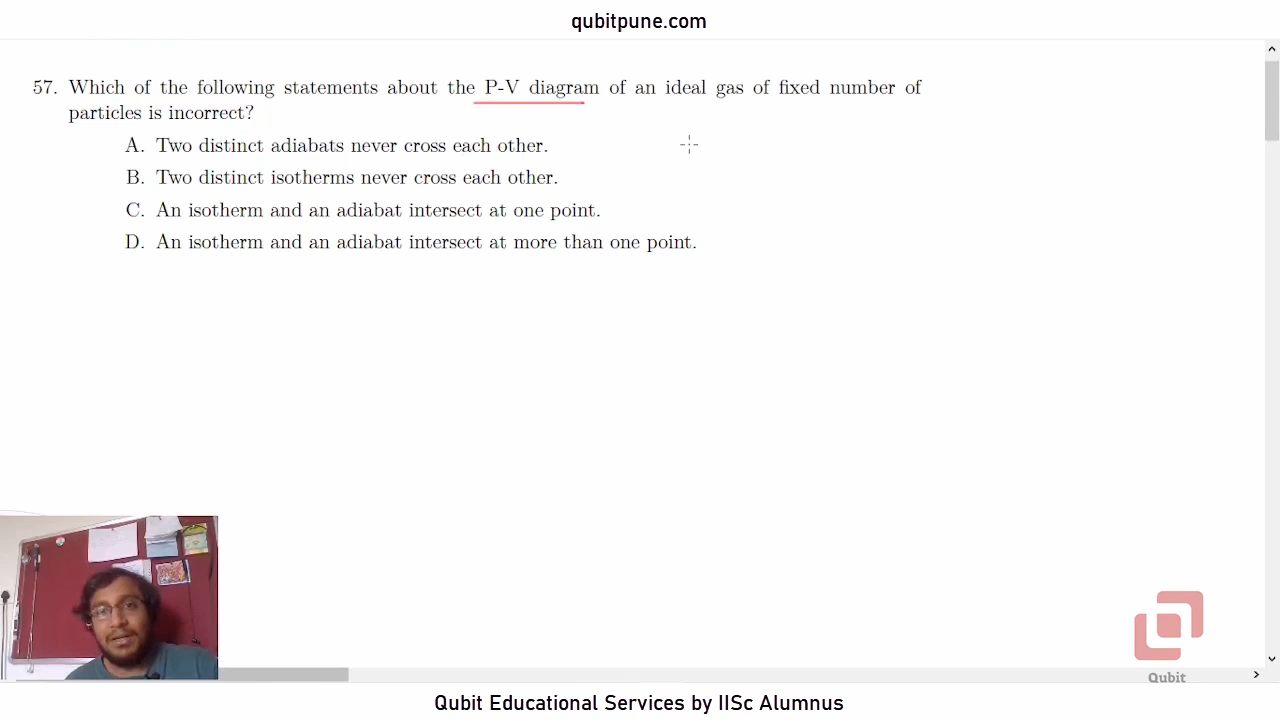 qubitpune.com
57. Which of the following statements about the P-V diagram of an ideal gas of fixed number of
particles is incorrect?
A. Two distinct adiabats never cross each other.
B. Two distinct isotherms never cross each other.
C. An isotherm and an adiabat intersect at one point.
D. An isotherm and an adiabat intersect at more than one point.
Qubit
Qubit Educational Services by IISc Alumnus